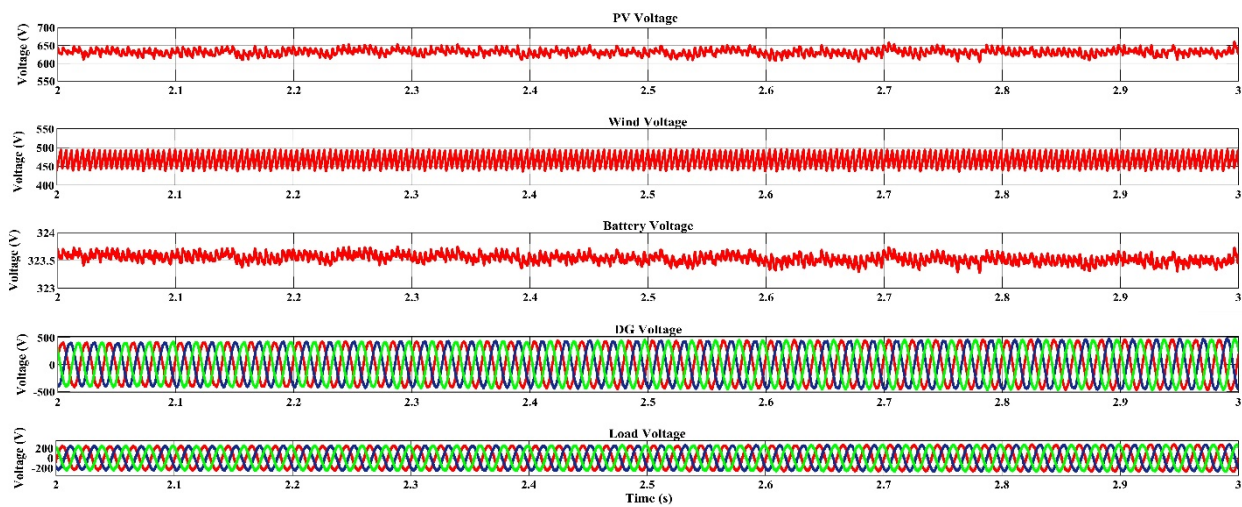 PV Voltage
Voltage (V)
700
650
600
550
2 2.1 2.2 2.3 2.4 2.5 2.6 2.7 2.8 2.9 3
Wind Voltage
Voltage (V)
550
500
450
400
2 2.1 2.2 2.3 2.4 2.5 2.6 2.7 2.8 2.9 3
Battery Voltage
Voltage (V)
324
323.5
323
2 2.1 2.2 2.3 2.4 2.5 2.6 2.7 2.8 2.9 3
DG Voltage
Voltage (V)
500
0
-500
2 2.1 2.2 2.3 2.4 2.5 2.6 2.7 2.8 2.9 3
Load Voltage
Voltage (V)
200
0
-200
2 2.1 2.2 2.3 2.4 2.5 2.6 2.7 2.8 2.9 3
Time (s)